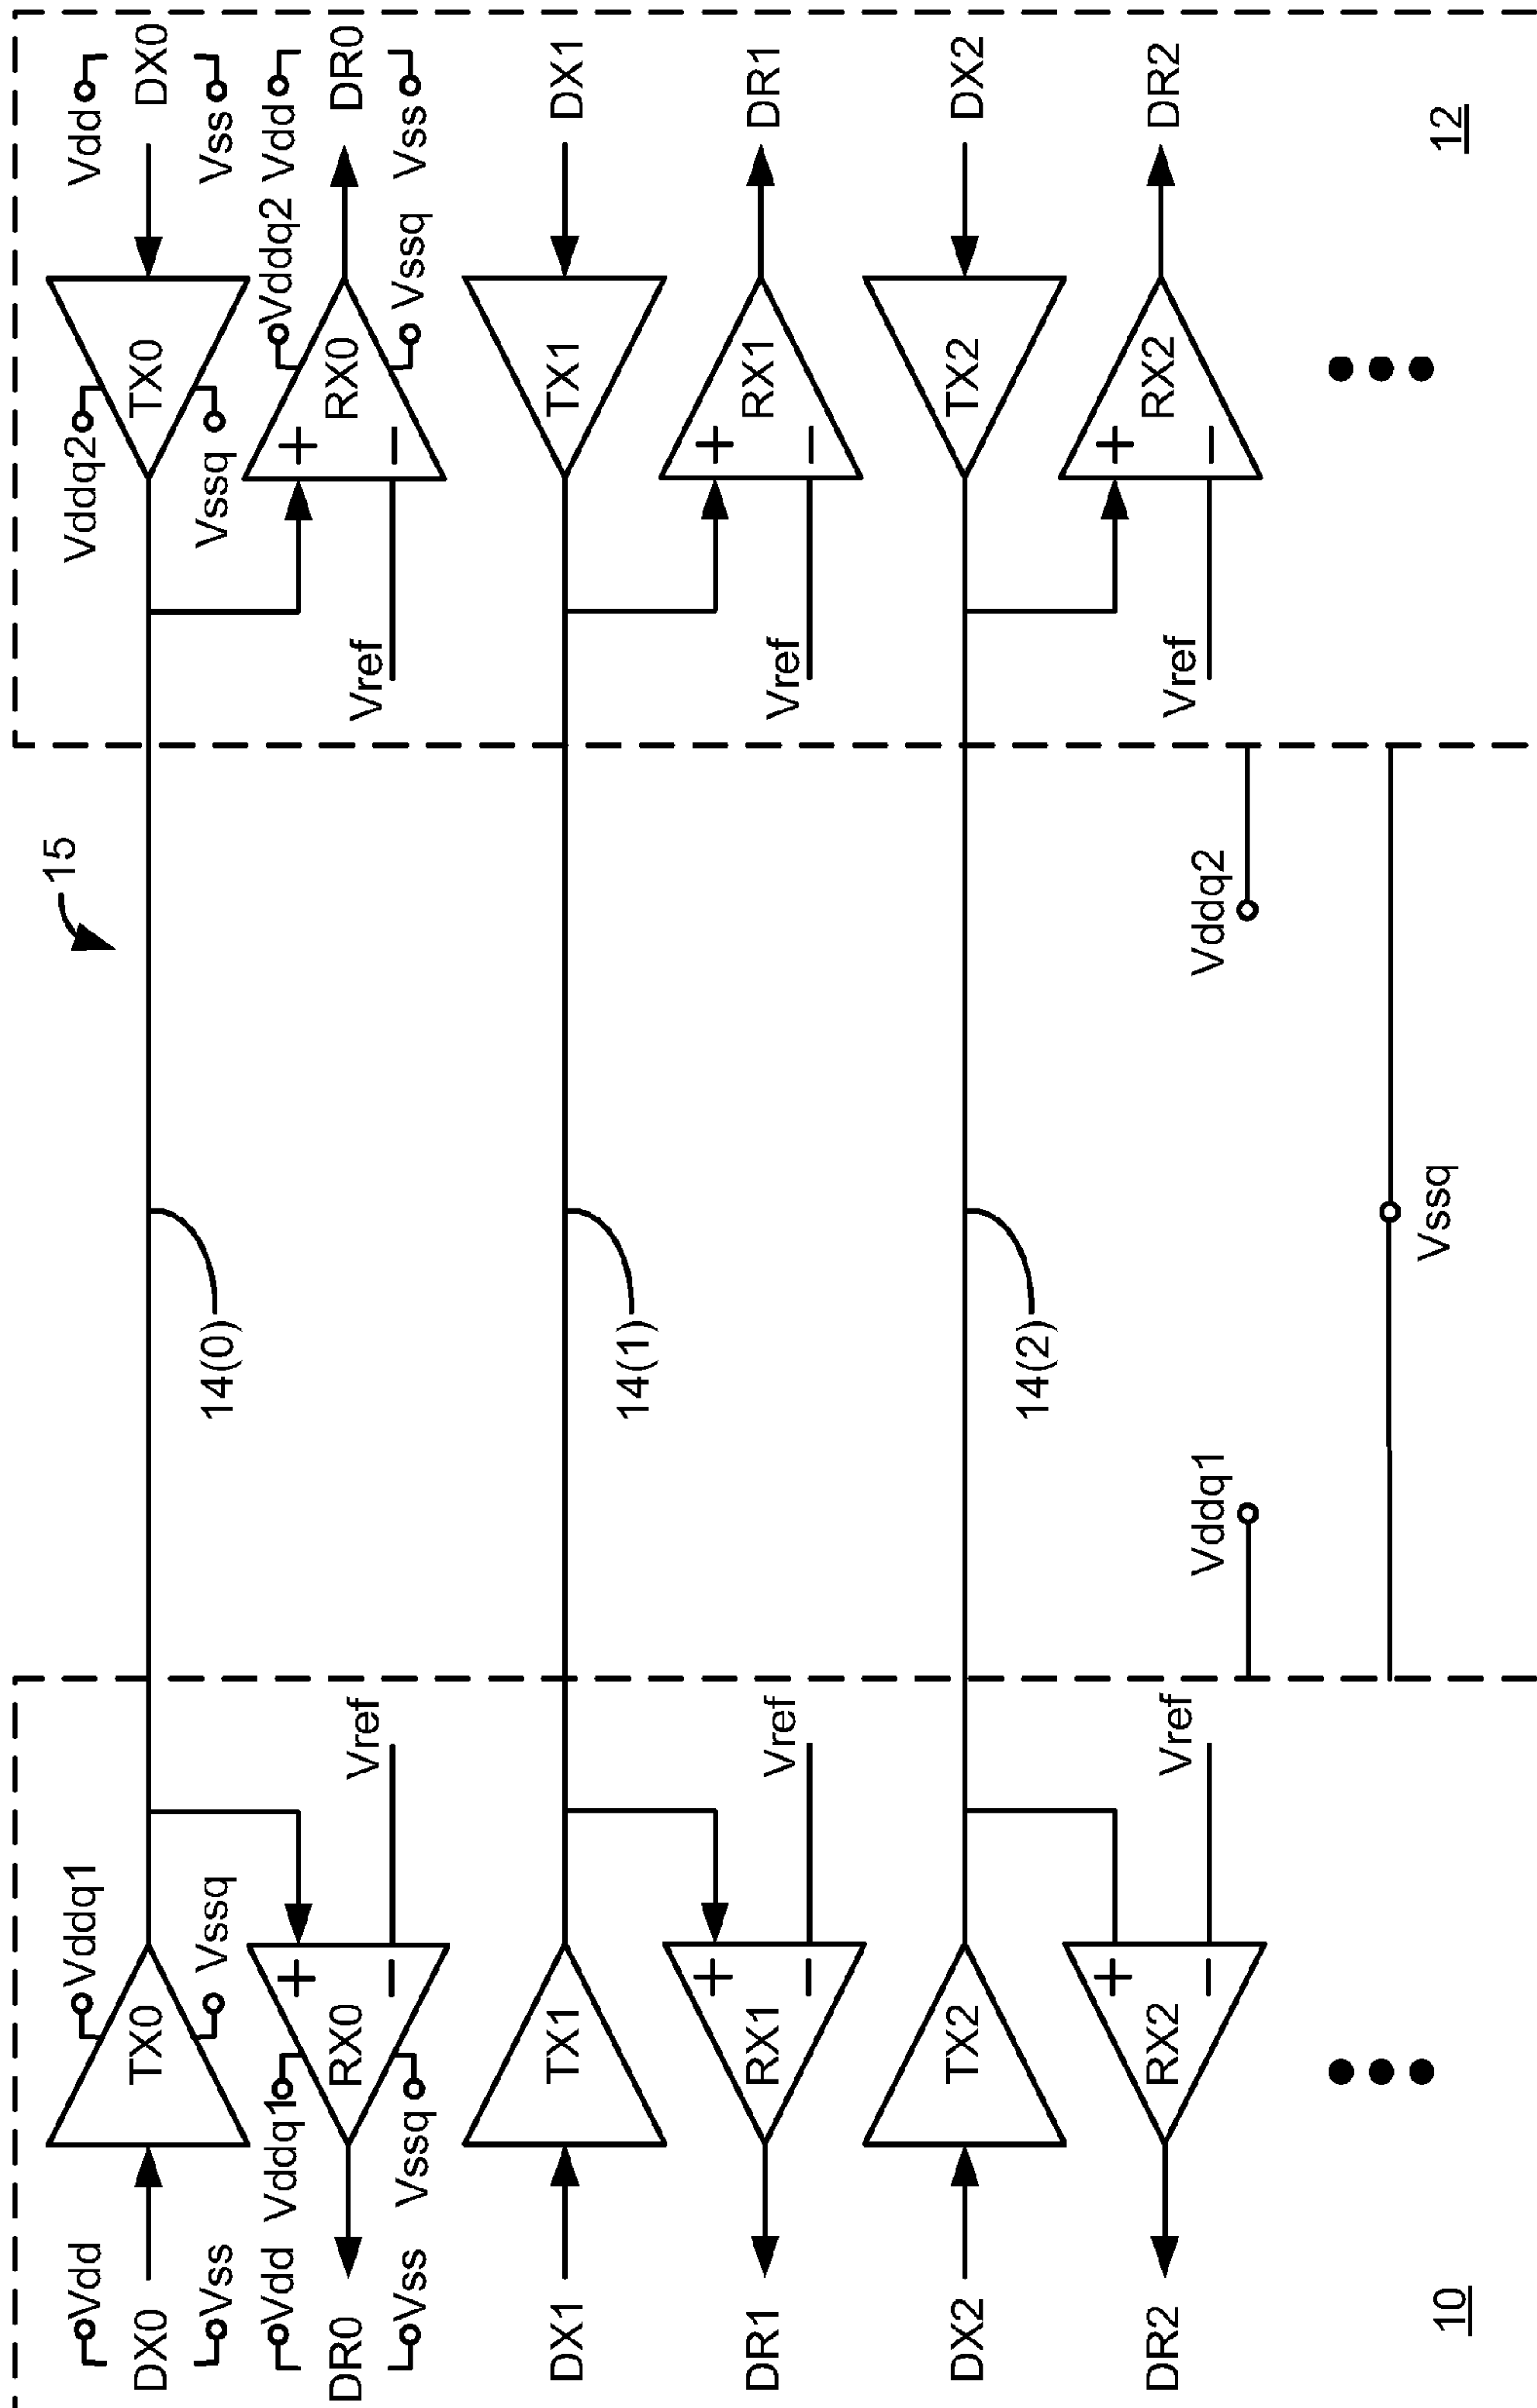 Vdd
DX0
Vss
Vddq1
TX0
Vssq
15
14(0)
Vddq2
TX0
Vssq
Vdd
DX0
Vss
Vdd
DR0
Vss
Vddq1
RX0
Vssq
+
−
Vref
Vref
+
−
Vddq2
RX0
Vssq
Vdd
DR0
Vss
DX1
TX1
14(1)
TX1
DX1
DR1
RX1
+
−
Vref
Vref
+
−
RX1
DR1
DX2
TX2
14(2)
TX2
DX2
DR2
RX2
+
−
Vref
Vref
+
−
RX2
DR2
Vddq1
Vddq2
Vssq
10
12